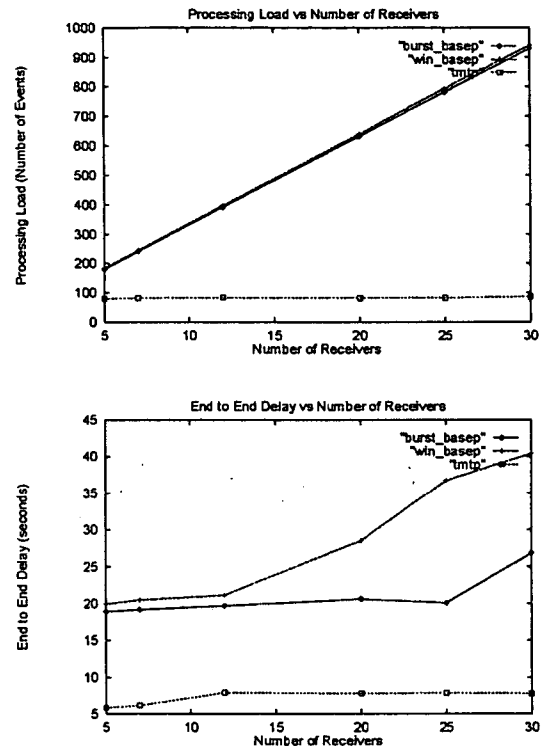 Processing Load vs Number of Receivers
1000
900
800
700
600
500
400
300
200
100
0
Processing Load (Number of Events)
"burst_basep"
"win_basep"
"tmtp"
5
10
15
20
25
30
Number of Receivers
End to End Delay vs Number of Receivers
45
40
35
30
25
20
15
10
5
End to End Delay (seconds)
"burst_basep"
"win_basep"
"tmtp"
5
10
15
20
25
30
Number of Receivers